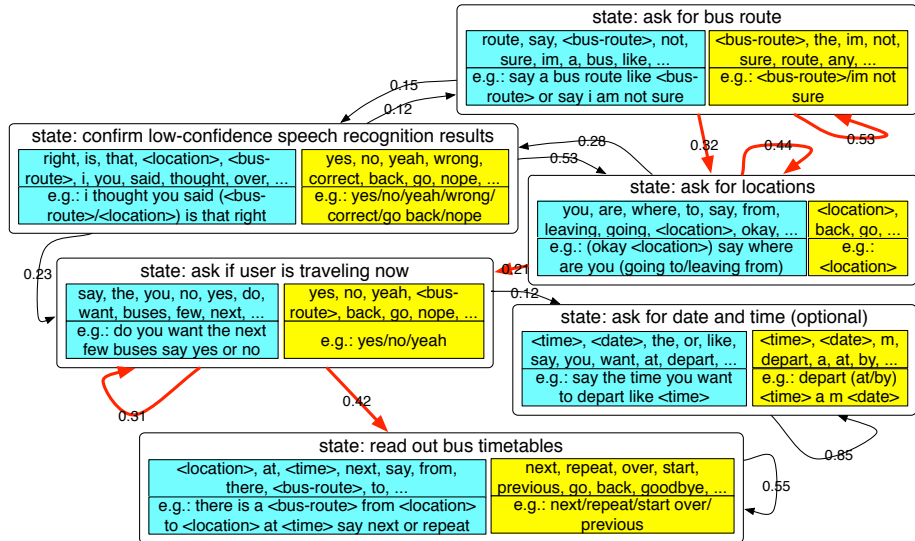 state: ask for bus route
route, say, <bus-route>, not,
sure, im, a, bus, like, ...
e.g.: say a bus route like <bus-
route> or say i am not sure
<bus-route>, the, im, not,
sure, route, any, ...
e.g.: <bus-route>/im not
sure
0.15
0.12
0.53
0.32
0.44
0.28
0.53
state: confirm low-confidence speech recognition results
right, is, that, <location>, <bus-
route>, i, you, said, thought, over, ...
e.g.: i thought you said (<bus-
route>/<location>) is that right
yes, no, yeah, wrong,
correct, back, go, nope, ...
e.g.: yes/no/yeah/wrong/
correct/go back/nope
state: ask for locations
you, are, where, to, say, from,
leaving, going, <location>, okay, ...
e.g.: (okay <location>) say where
are you (going to/leaving from)
<location>,
back, go, ...
e.g.:
<location>
0.23
0.21
0.12
state: ask if user is traveling now
say, the, you, no, yes, do,
want, buses, few, next, ...
e.g.: do you want the next
few buses say yes or no
yes, no, yeah, <bus-
route>, back, go, nope, ...
e.g.: yes/no/yeah
state: ask for date and time (optional)
<time>, <date>, the, or, like,
say, you, want, at, depart, ...
e.g.: say the time you want
to depart like <time>
<time>, <date>, m,
depart, a, at, by, ...
e.g.: depart (at/by)
<time> a m <date>
0.31
0.42
0.85
state: read out bus timetables
<location>, at, <time>, next, say, from,
there, <bus-route>, to, ...
e.g.: there is a <bus-route> from <location>
to <location> at <time> say next or repeat
next, repeat, over, start,
previous, go, back, goodbye, ...
e.g.: next/repeat/start over/
previous
0.55